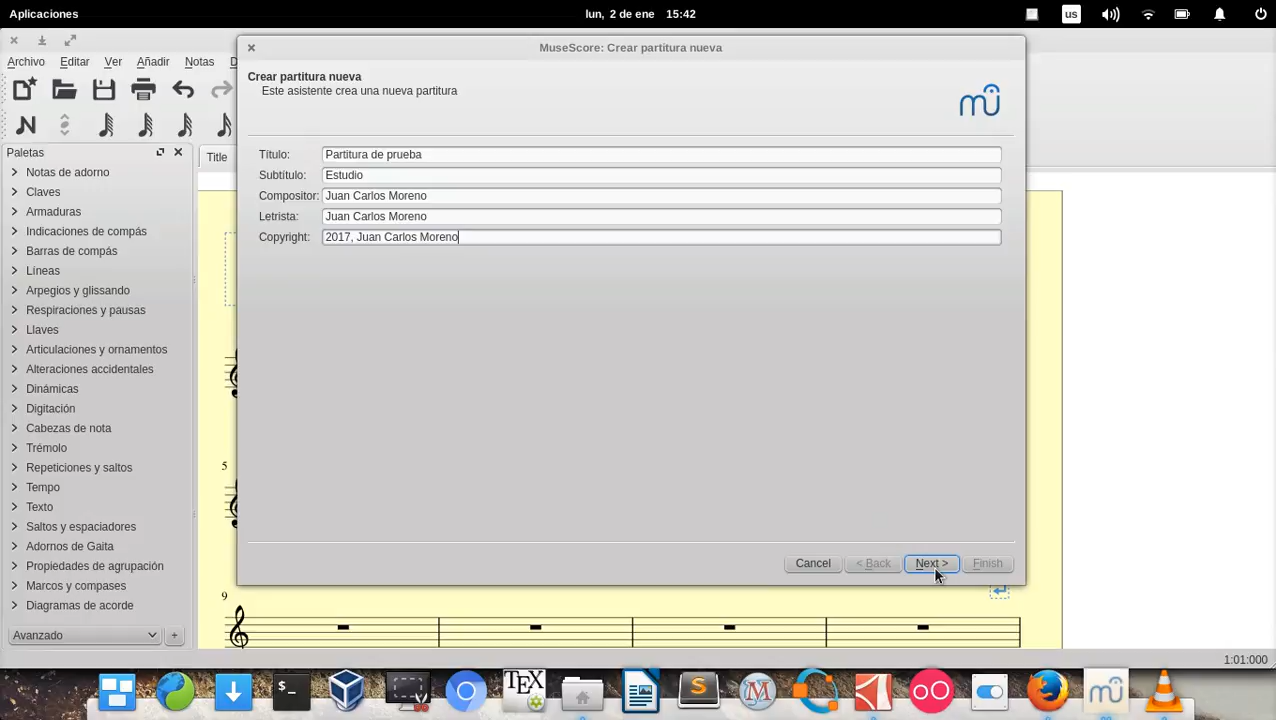 Aplicaciones
lun, 2 de ene 15:42
us
MuseScore: Crear partitura nueva
Archivo Editar Ver Añadir Notas D
Crear partitura nueva
Este asistente crea una nueva partitura
mu
Título: Partitura de prueba
Subtítulo: Estudio
Compositor: Juan Carlos Moreno
Letrista: Juan Carlos Moreno
Copyright: 2017, Juan Carlos Moreno
Cancel < Back Next > Finish
Paletas
Notas de adorno
Claves
Armaduras
Indicaciones de compás
Barras de compás
Líneas
Arpegios y glissando
Respiraciones y pausas
Llaves
Articulaciones y ornamentos
Alteraciones accidentales
Dinámicas
Digitación
Cabezas de nota
Trémolo
Repeticiones y saltos
Tempo
Texto
Saltos y espaciadores
Adornos de Gaita
Propiedades de agrupación
Marcos y compases
Diagramas de acorde
Avanzado
+
Title
5
9
1:01:000
>_
TEX
S
M
mu